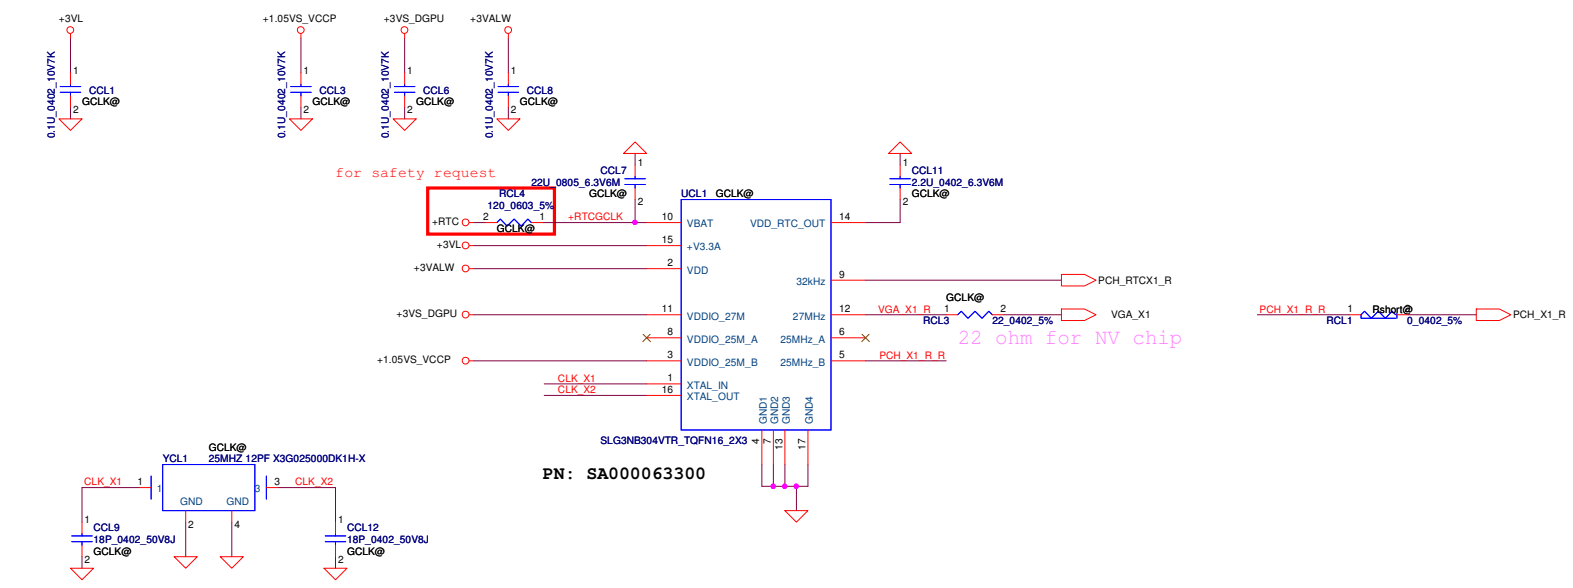 +3VL
+1.05VS_VCCP
+3VS_DGPU
+3VALW
1
CCL1
GCLK@
2
0.1U_0402_10V7K
1
CCL3
GCLK@
2
0.1U_0402_10V7K
1
CCL6
GCLK@
2
0.1U_0402_10V7K
1
CCL8
GCLK@
2
0.1U_0402_10V7K
for safety request
1
CCL7
22U_0805_6.3V6M
GCLK@
2
1
CCL11
2.2U_0402_6.3V6M
GCLK@
2
RCL4
120_0603_5%
+RTC 2 1 +RTCGCLK
GCLK@
+3VL
+3VALW
+3VS_DGPU
+1.05VS_VCCP
CLK_X1
CLK_X2
UCL1 GCLK@
10 VBAT
15 +V3.3A
2 VDD
11 VDDIO_27M
8 VDDIO_25M_A
3 VDDIO_25M_B
1 XTAL_IN
16 XTAL_OUT
VDD_RTC_OUT 14
32kHz 9
27MHz 12
25MHz_A 6
25MHz_B 5
GND1
GND2
GND3
GND4
4
7
13
17
SLG3NB304VTR_TQFN16_2X3
PN: SA000063300
PCH_RTCX1_R
GCLK@
VGA_X1_R 1 2 VGA_X1
RCL3 22_0402_5%
22 ohm for NV chip
PCH_X1_R_R
PCH_X1_R_R 1 Rshort@ 2 PCH_X1_R
RCL1 0_0402_5%
GCLK@
YCL1 25MHZ 12PF X3G025000DK1H-X
CLK_X1 1 1 3 3 CLK_X2
GND GND
2 4
1
CCL9
18P_0402_50V8J
GCLK@
2
1
CCL12
18P_0402_50V8J
GCLK@
2